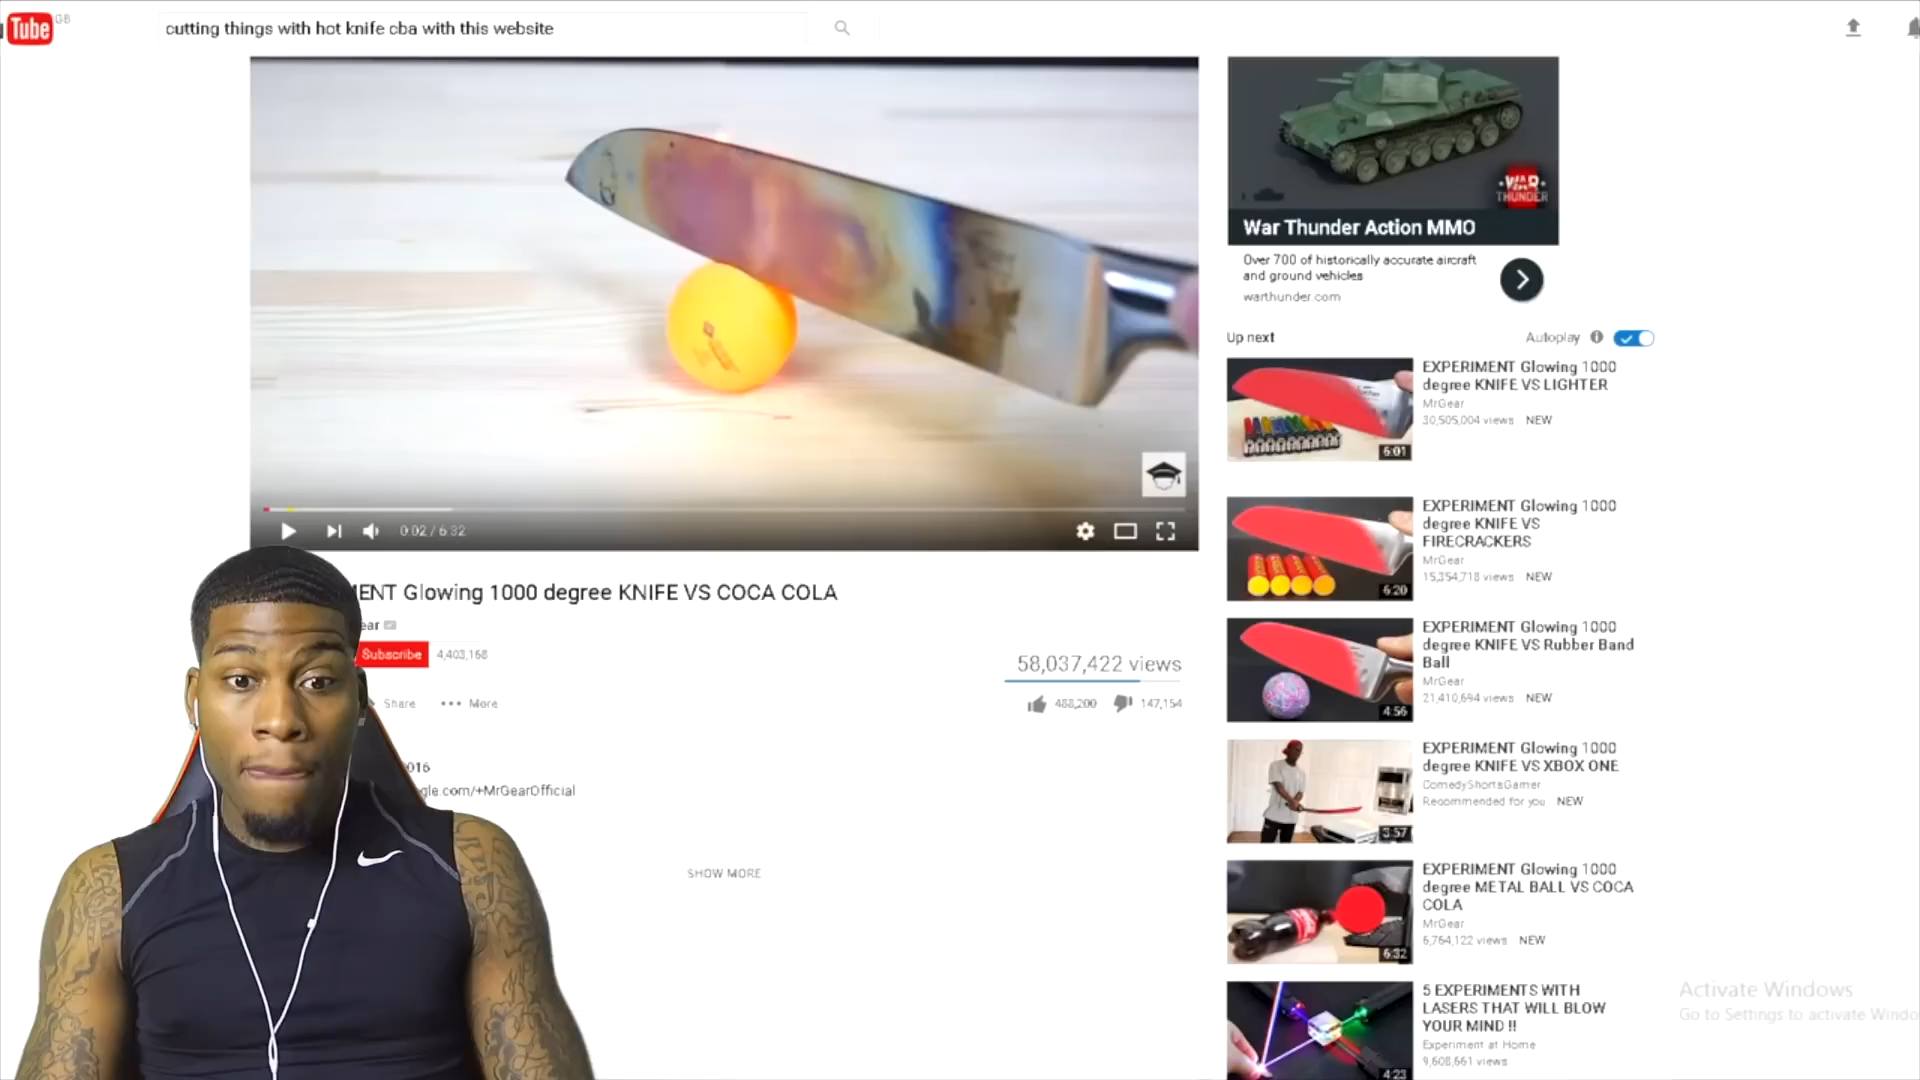 Tube GB
cutting things with hot knife cba with this website
WAR
THUNDER
War Thunder Action MMO
Over 700 of historically accurate aircraft
and ground vehicles
warthunder.com
0:02 / 6:32
Up next
Autoplay
EXPERIMENT Glowing 1000
degree KNIFE VS LIGHTER
MrGear
30,505,004 views NEW
6:01
EXPERIMENT Glowing 1000
degree KNIFE VS
FIRECRACKERS
MrGear
15,354,718 views NEW
6:20
MENT Glowing 1000 degree KNIFE VS COCA COLA
ear
Subscribe 4,403,168
58,037,422 views
Share
More
488,200
147,154
016
gle.com/+MrGearOfficial
SHOW MORE
EXPERIMENT Glowing 1000
degree KNIFE VS Rubber Band
Ball
MrGear
21,410,694 views NEW
4:56
EXPERIMENT Glowing 1000
degree KNIFE VS XBOX ONE
ComedyShortsGamer
Recommended for you NEW
3:57
EXPERIMENT Glowing 1000
degree METAL BALL VS COCA
COLA
MrGear
6,764,122 views NEW
6:32
5 EXPERIMENTS WITH
LASERS THAT WILL BLOW
YOUR MIND !!
Experiment at Home
9,608,661 views
4:23
Activate Windows
Go to Settings to activate Windo